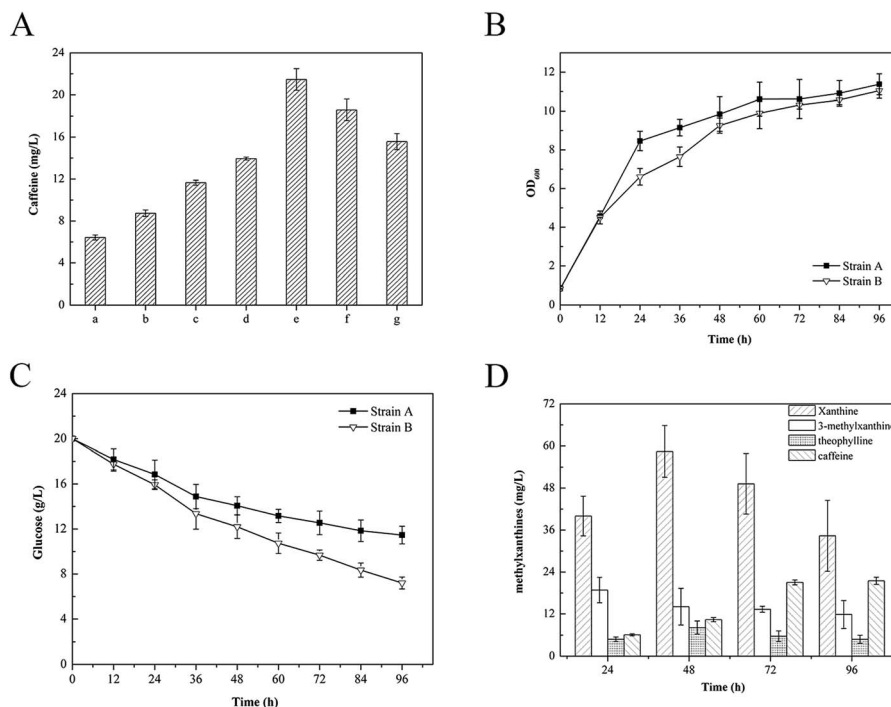 A
24
20
16
12
8
4
0
Caffeine (mg/L)
a b c d e f g
B
12
10
8
6
4
2
0
OD600
Strain A
Strain B
0 12 24 36 48 60 72 84 96
Time (h)
C
24
20
16
12
8
4
0
Glucose (g/L)
Strain A
Strain B
0 12 24 36 48 60 72 84 96
Time (h)
D
72
60
48
36
24
12
0
methylxanthines (mg/L)
Xanthine
3-methylxanthine
theophylline
caffeine
24 48 72 96
Time (h)